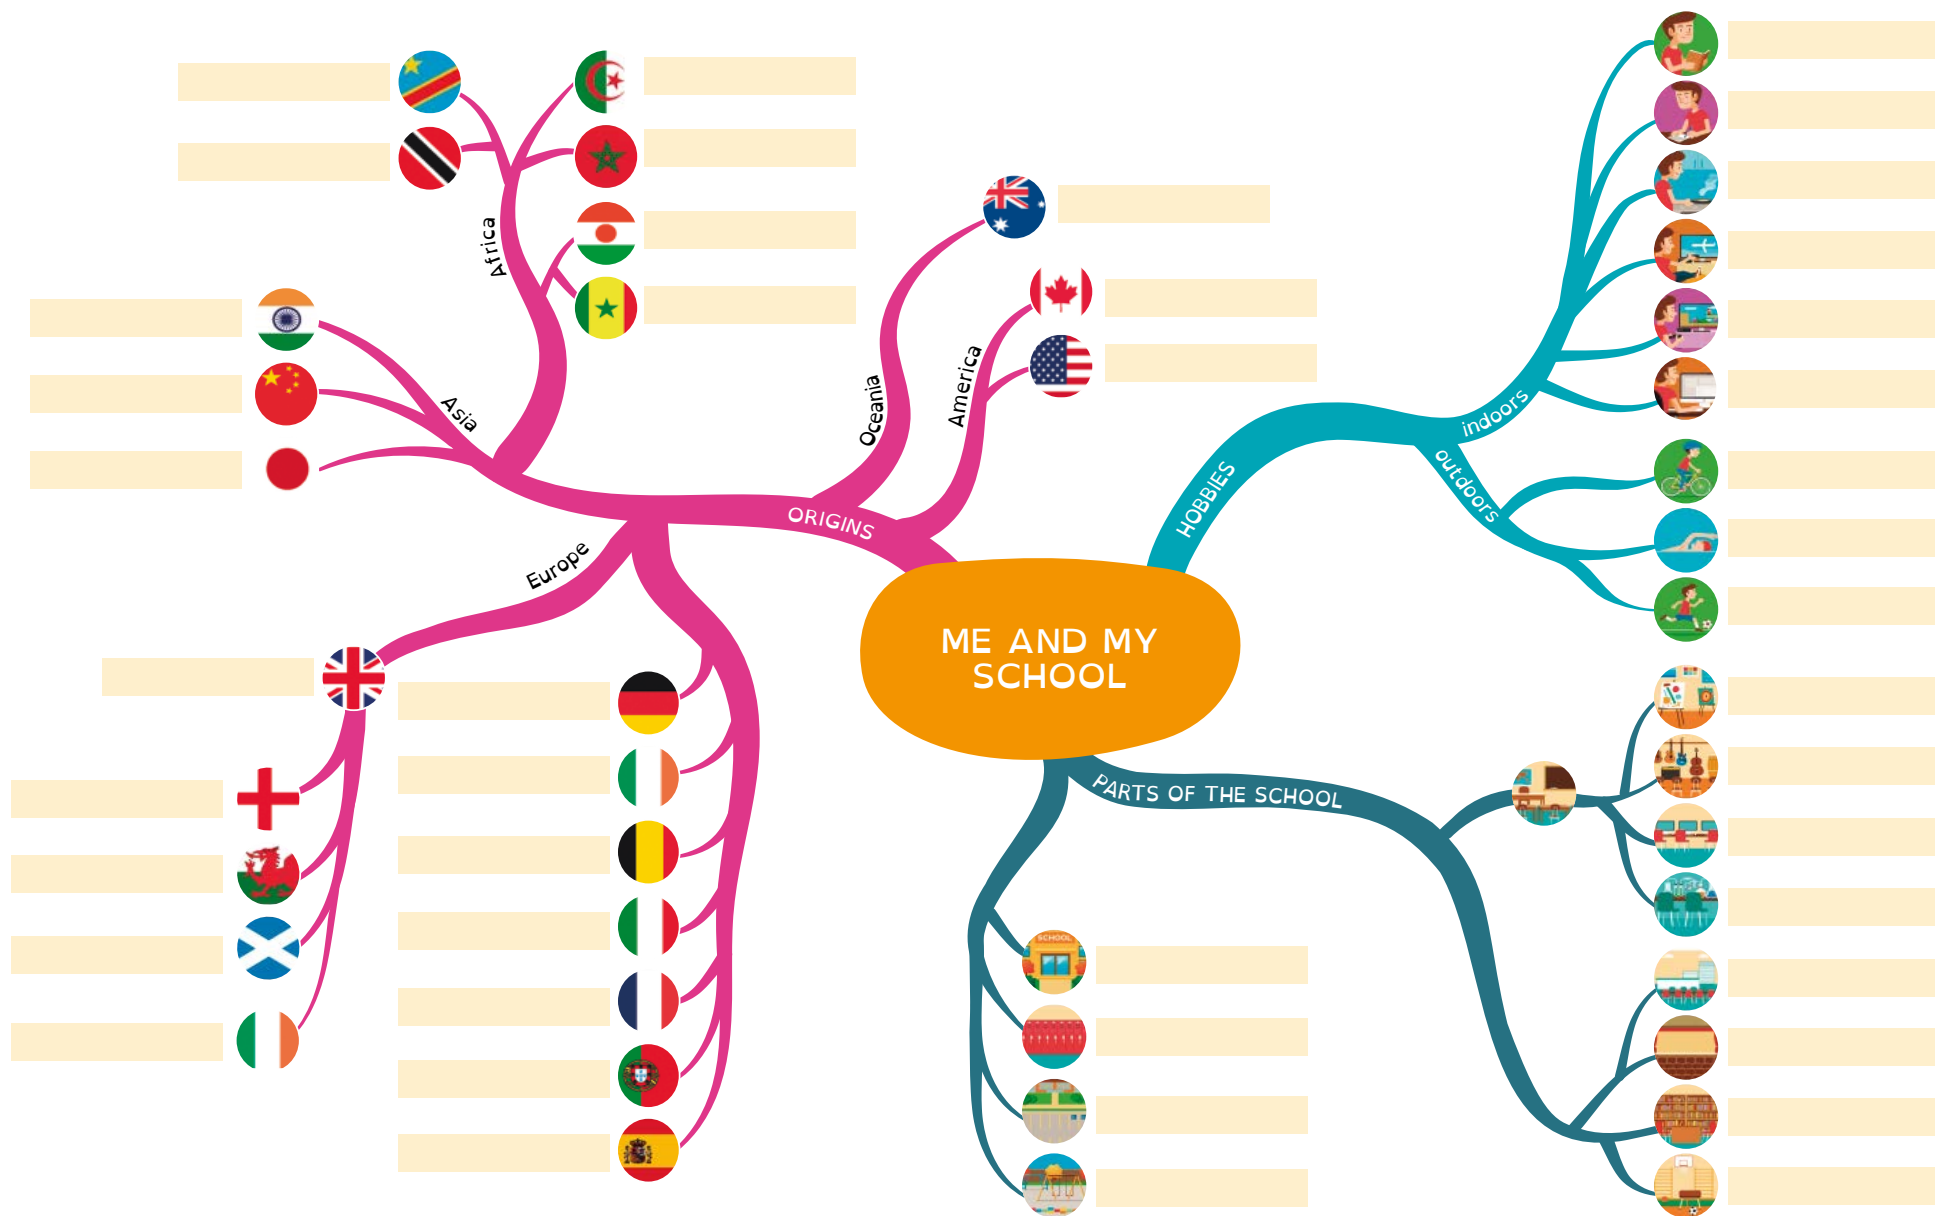 Africa
Asia
Oceania
America
ORIGINS
Europe
HOBBIES
indoors
outdoors
ME AND MY
SCHOOL
PARTS OF THE SCHOOL
SCHOOL